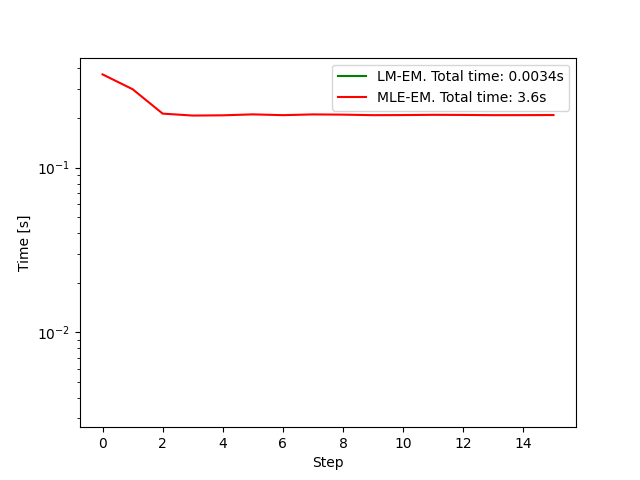 LM-EM. Total time: 0.0034s
MLE-EM. Total time: 3.6s
Time [s]
10⁻¹
10⁻²
0 2 4 6 8 10 12 14
Step